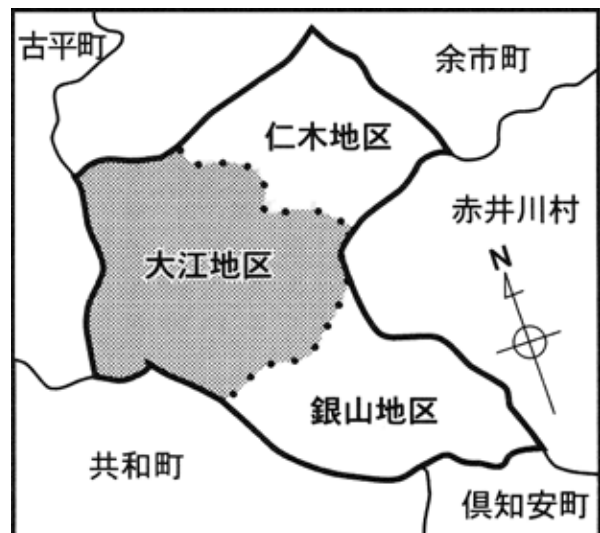 古平町
余市町
仁木地区
赤井川村
大江地区
N
銀山地区
共和町
倶知安町